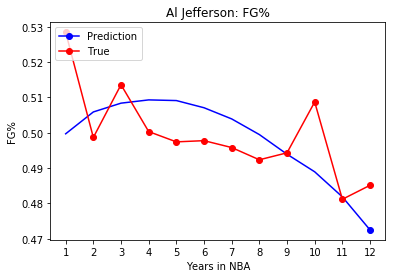 Al Jefferson: FG%
Prediction
True
FG%
0.53
0.52
0.51
0.50
0.49
0.48
0.47
1 2 3 4 5 6 7 8 9 10 11 12
Years in NBA